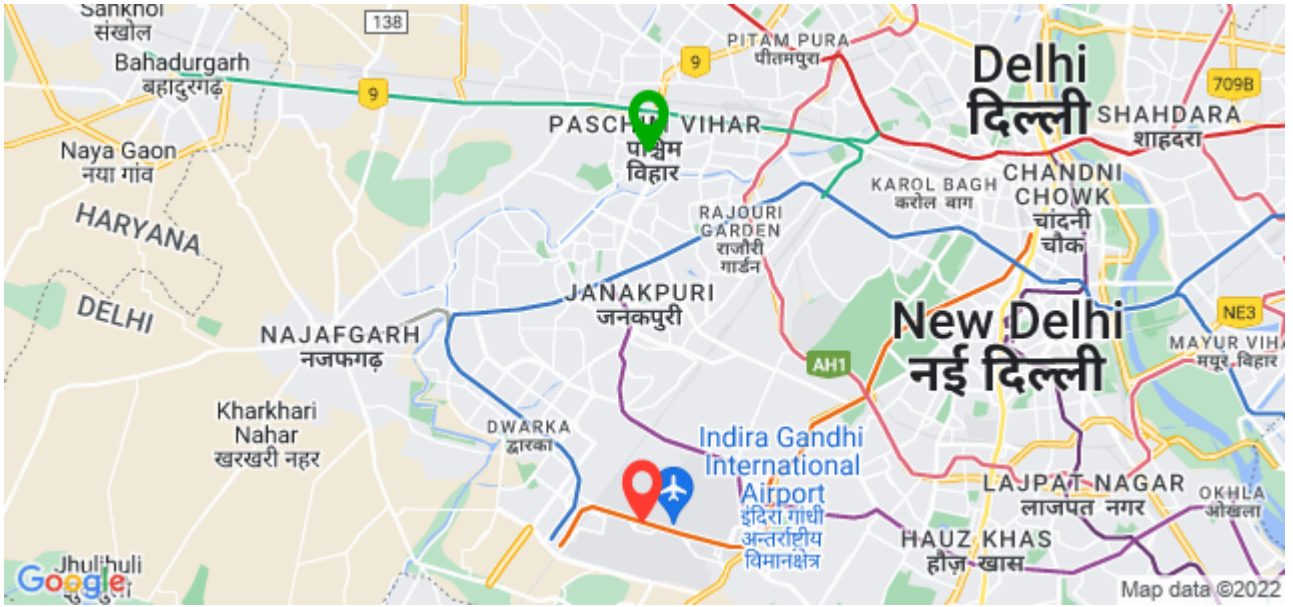 Sankhol
संखोल
138
Bahadurgarh
बहादुरगढ़
9
9
PITAM PURA
पीतमपुरा
Delhi
दिल्ली
709B
SHAHDARA
शाहदरा
PASCHIM VIHAR
पश्चिम
विहार
Naya Gaon
नया गांव
KAROL BAGH
करोल बाग
CHANDNI
CHOWK
चांदनी
चौक
HARYANA
RAJOURI
GARDEN
राजौरी
गार्डन
DELHI
JANAKPURI
जनकपुरी
NAJAFGARH
नजफगढ़
New Delhi
नई दिल्ली
NE3
MAYUR VIHA
मयूर विहार
AH1
Kharkhari
Nahar
खरखरी नहर
DWARKA
द्वारका
Indira Gandhi
International
Airport
इंदिरा गांधी
अन्तर्राष्ट्रीय
विमानक्षेत्र
LAJPAT NAGAR
लाजपत नगर
OKHLA
ओखला
HAUZ KHAS
हौज़ खास
Jhuljhuli
Google
Map data ©2022